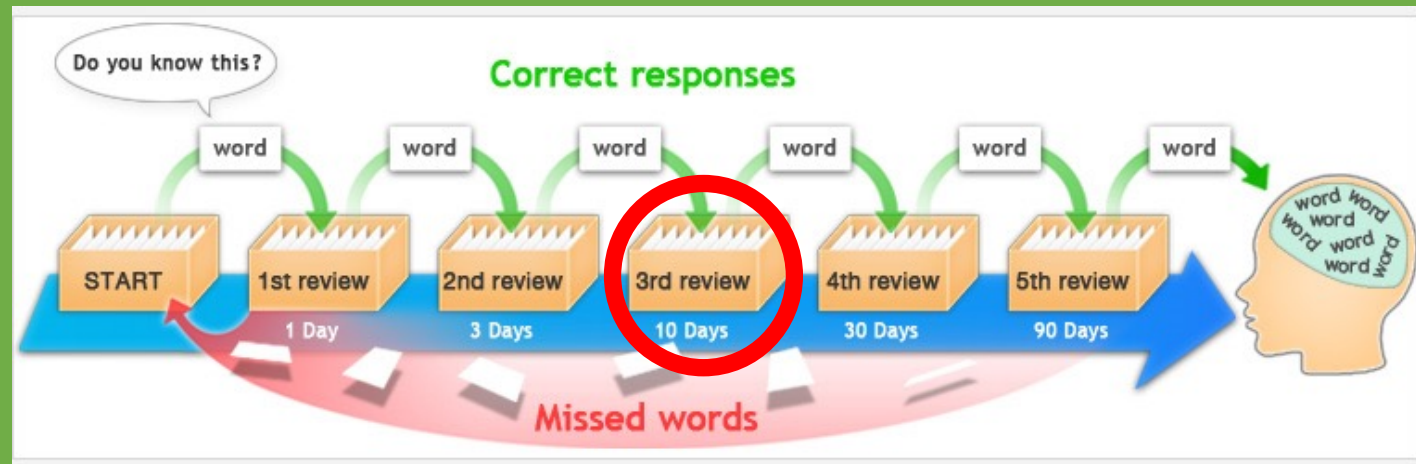 Do you know this?
Correct responses
word word word word word word
START 1st review 2nd review 3rd review 4th review 5th review
1 Day 3 Days 10 Days 30 Days 90 Days
Missed words
word word
word
word word
word word